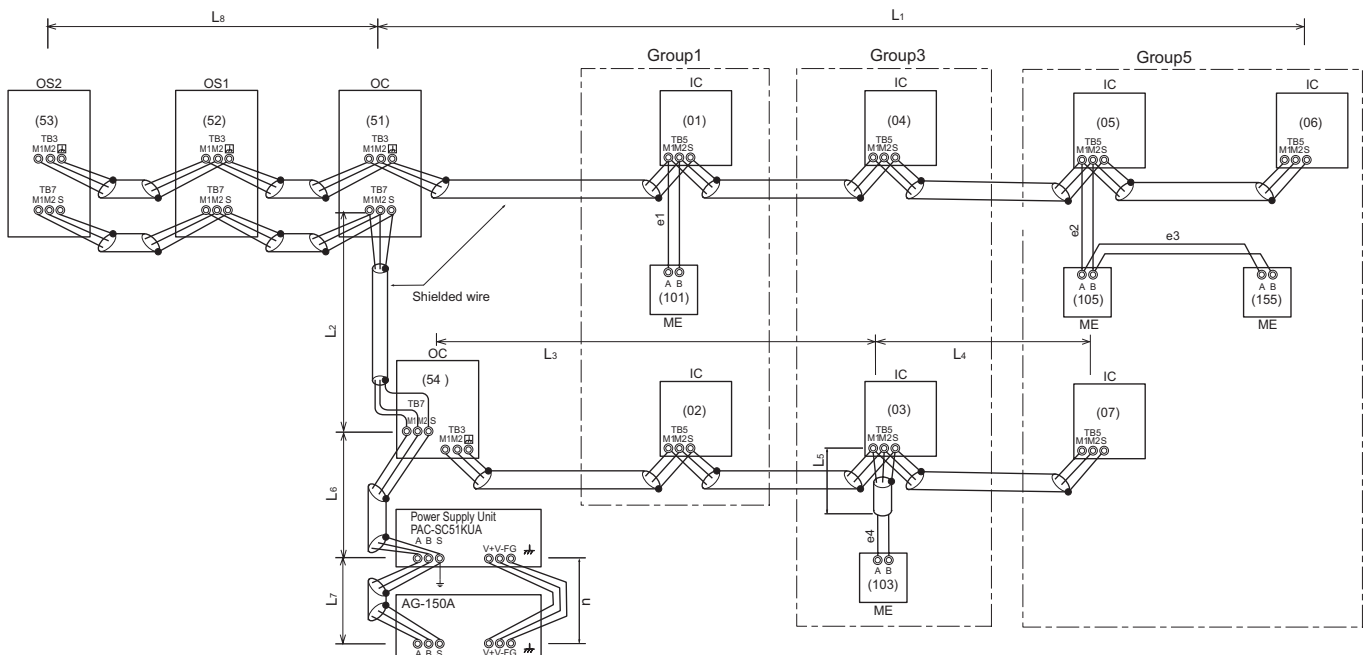 L8
L1
Group1
Group3
Group5
OS2
OS1
OC
IC
IC
IC
IC
(53)
(52)
(51)
(01)
(04)
(05)
(06)
TB3
TB3
TB3
TB5
TB5
TB5
TB5
M1M2
M1M2
M1M2
M1M2S
M1M2S
M1M2S
M1M2S
TB7
TB7
TB7
M1M2 S
M1M2 S
M1M2 S
e1
e2
e3
Shielded wire
A B
(101)
ME
A B
(105)
ME
A B
(155)
ME
L2
L3
L4
OC
IC
IC
IC
(54 )
(02)
(03)
(07)
TB7
M1M2 S
TB3
M1M2
TB5
M1M2S
TB5
M1M2S
TB5
M1M2S
L5
L6
e4
Power Supply Unit
PAC-SC51KUA
A B S
V+V-FG
A B
(103)
ME
L7
n
AG-150A
A B S
V+V-FG